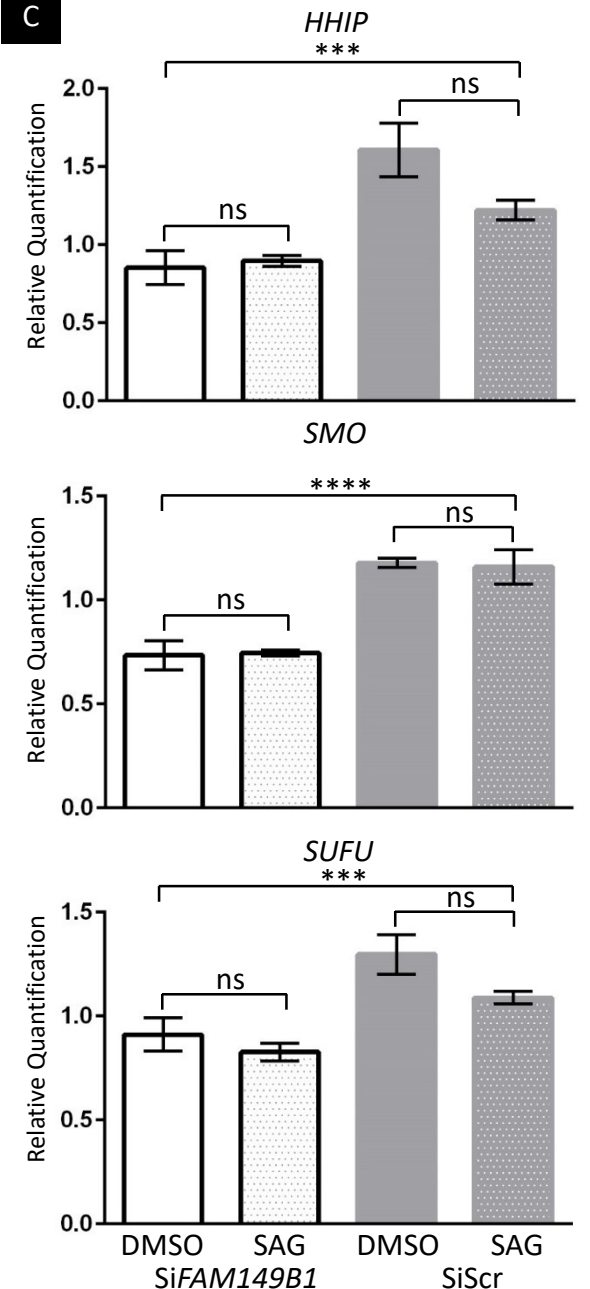 C
HHIP
***
ns
ns
Relative Quantification
2.0
1.5
1.0
0.5
0.0
SMO
****
ns
ns
Relative Quantification
1.5
1.0
0.5
0.0
SUFU
***
ns
ns
Relative Quantification
1.5
1.0
0.5
0.0
DMSO SAG DMSO SAG
SiFAM149B1 SiScr